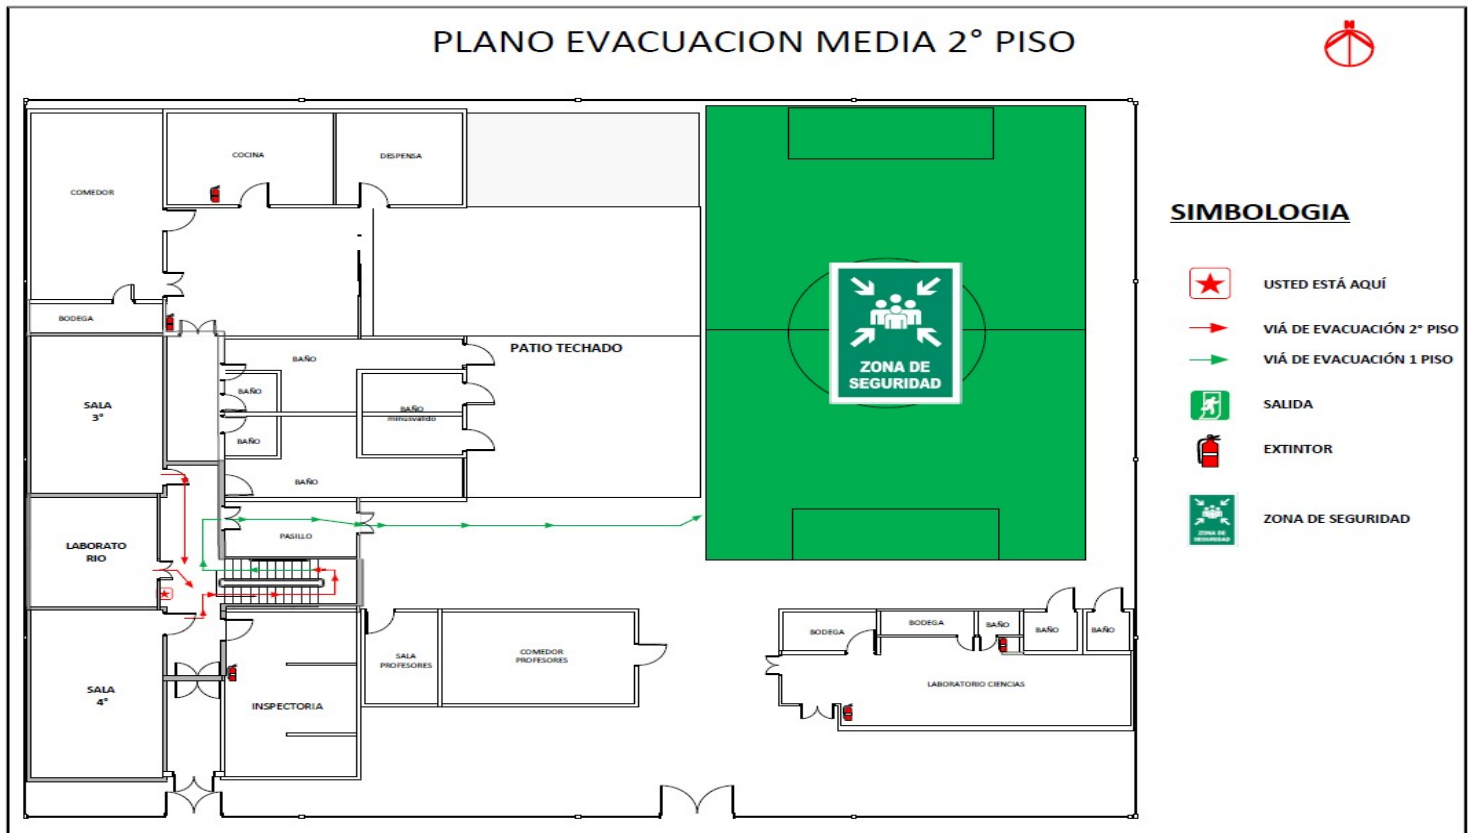 PLANO EVACUACION MEDIA 2° PISO
N
COCINA
DESPENSA
COMEDOR
BODEGA
SALA
3°
BAÑO
BAÑO
BAÑO
minusvalido
BAÑO
BAÑO
PATIO TECHADO
ZONA DE
SEGURIDAD
LABORATO
RIO
PASILLO
SALA
4°
INSPECTORIA
SALA
PROFESORES
COMEDOR
PROFESORES
BODEGA
BODEGA
BAÑO
BAÑO
BAÑO
LABORATORIO CIENCIAS
SIMBOLOGIA
USTED ESTÁ AQUÍ
VIÁ DE EVACUACIÓN 2° PISO
VIÁ DE EVACUACIÓN 1 PISO
SALIDA
EXTINTOR
ZONA DE
SEGURIDAD
ZONA DE SEGURIDAD